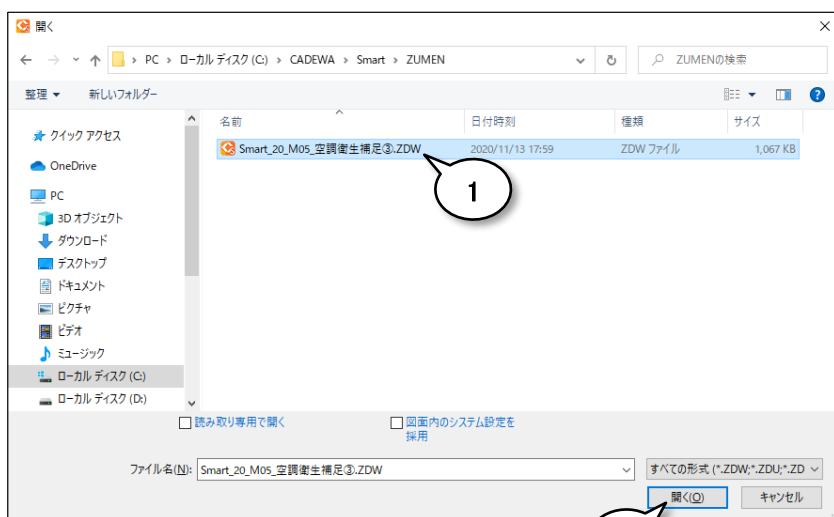 開く
PC > ローカル ディスク (C:) > CADEWA > Smart > ZUMEN
ZUMENの検索
整理 新しいフォルダー
名前 日付時刻 種類 サイズ
Smart_20_M05_空調衛生補足③.ZDW 2020/11/13 17:59 ZDW ファイル 1,067 KB
1
クイック アクセス
OneDrive
PC
3D オブジェクト
ダウンロード
デスクトップ
ドキュメント
ピクチャ
ビデオ
ミュージック
ローカル ディスク (C:)
ローカル ディスク (D:)
読み取り専用で開く
図面内のシステム設定を
採用
ファイル名(N): Smart_20_M05_空調衛生補足③.ZDW
すべての形式 (*.ZDW;*.ZDU;*.ZD
開く(O) キャンセル